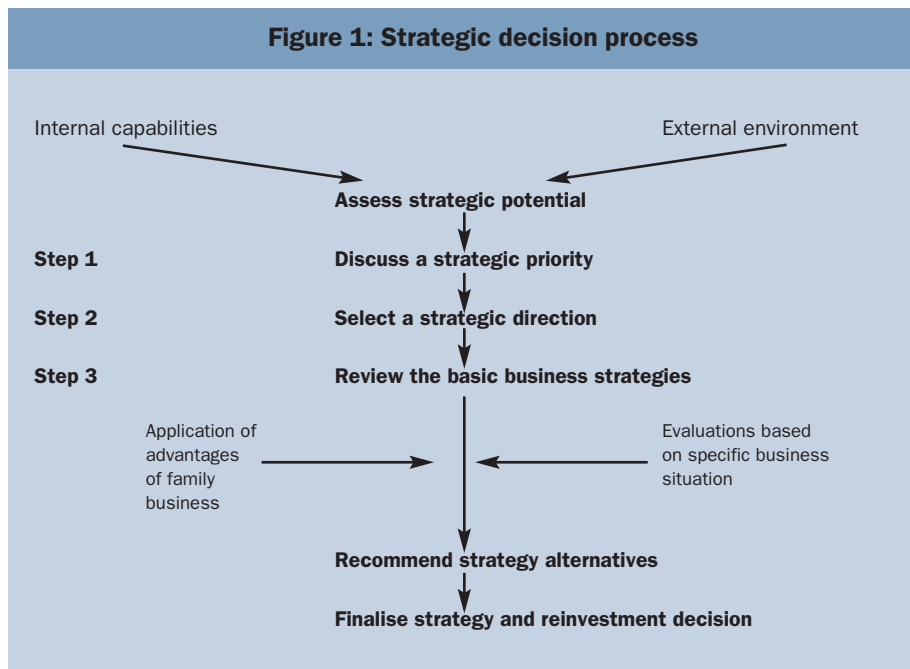 Figure 1: Strategic decision process
Internal capabilities
External environment
Assess strategic potential
Step 1
Discuss a strategic priority
Step 2
Select a strategic direction
Step 3
Review the basic business strategies
Application of
advantages
of family
business
Evaluations based
on specific business
situation
Recommend strategy alternatives
Finalise strategy and reinvestment decision